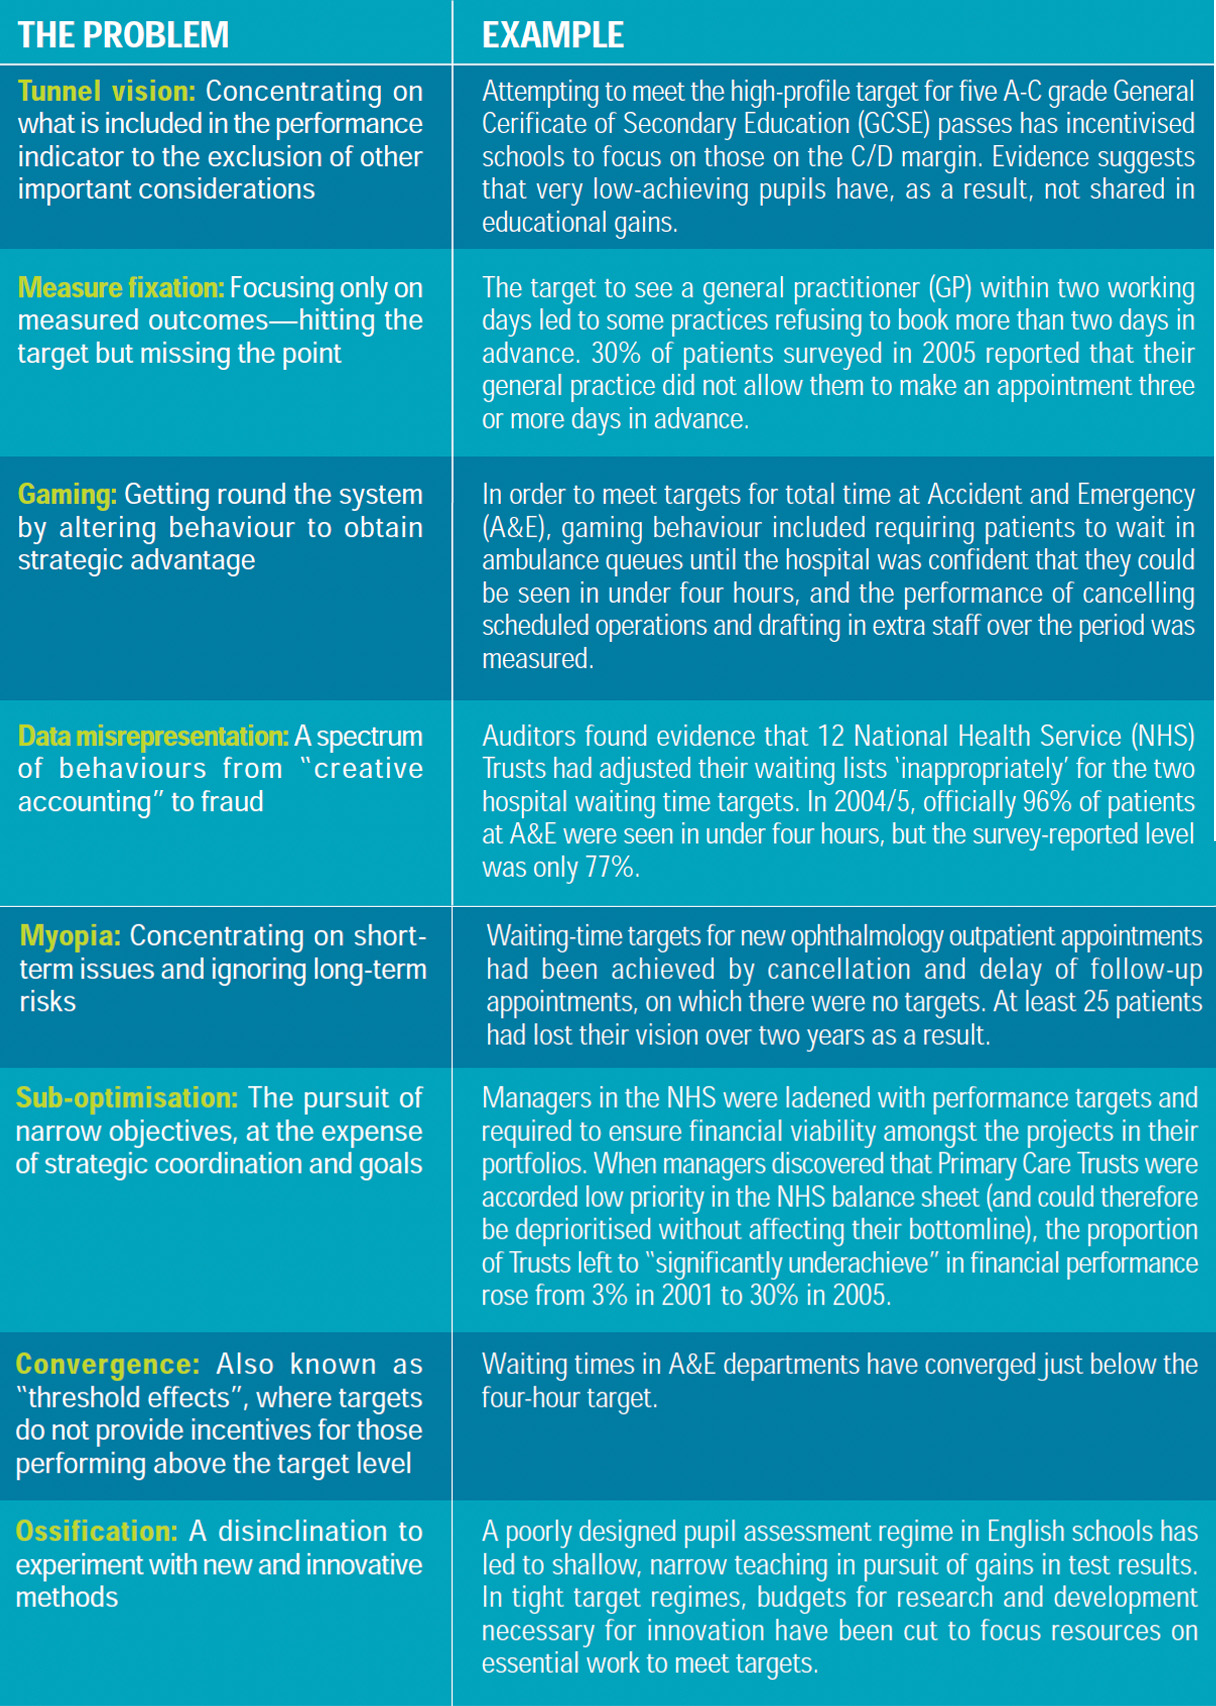 THE PROBLEM
EXAMPLE
Tunnel vision: Concentrating on
what is included in the performance
indicator to the exclusion of other
important considerations
Attempting to meet the high-profile target for five A-C grade General
Cerificate of Secondary Education (GCSE) passes has incentivised
schools to focus on those on the C/D margin. Evidence suggests
that very low-achieving pupils have, as a result, not shared in
educational gains.
Measure fixation: Focusing only on
measured outcomes—hitting the
target but missing the point
The target to see a general practitioner (GP) within two working
days led to some practices refusing to book more than two days in
advance. 30% of patients surveyed in 2005 reported that their
general practice did not allow them to make an appointment three
or more days in advance.
Gaming: Getting round the system
by altering behaviour to obtain
strategic advantage
In order to meet targets for total time at Accident and Emergency
(A&E), gaming behaviour included requiring patients to wait in
ambulance queues until the hospital was confident that they could
be seen in under four hours, and the performance of cancelling
scheduled operations and drafting in extra staff over the period was
measured.
Data misrepresentation: A spectrum
of behaviours from “creative
accounting” to fraud
Auditors found evidence that 12 National Health Service (NHS)
Trusts had adjusted their waiting lists ‘inappropriately’ for the two
hospital waiting time targets. In 2004/5, officially 96% of patients
at A&E were seen in under four hours, but the survey-reported level
was only 77%.
Myopia: Concentrating on short-
term issues and ignoring long-term
risks
Waiting-time targets for new ophthalmology outpatient appointments
had been achieved by cancellation and delay of follow-up
appointments, on which there were no targets. At least 25 patients
had lost their vision over two years as a result.
Sub-optimisation: The pursuit of
narrow objectives, at the expense
of strategic coordination and goals
Managers in the NHS were ladened with performance targets and
required to ensure financial viability amongst the projects in their
portfolios. When managers discovered that Primary Care Trusts were
accorded low priority in the NHS balance sheet (and could therefore
be deprioritised without affecting their bottomline), the proportion
of Trusts left to “significantly underachieve” in financial performance
rose from 3% in 2001 to 30% in 2005.
Convergence: Also known as
“threshold effects”, where targets
do not provide incentives for those
performing above the target level
Waiting times in A&E departments have converged just below the
four-hour target.
Ossification: A disinclination to
experiment with new and innovative
methods
A poorly designed pupil assessment regime in English schools has
led to shallow, narrow teaching in pursuit of gains in test results.
In tight target regimes, budgets for research and development
necessary for innovation have been cut to focus resources on
essential work to meet targets.